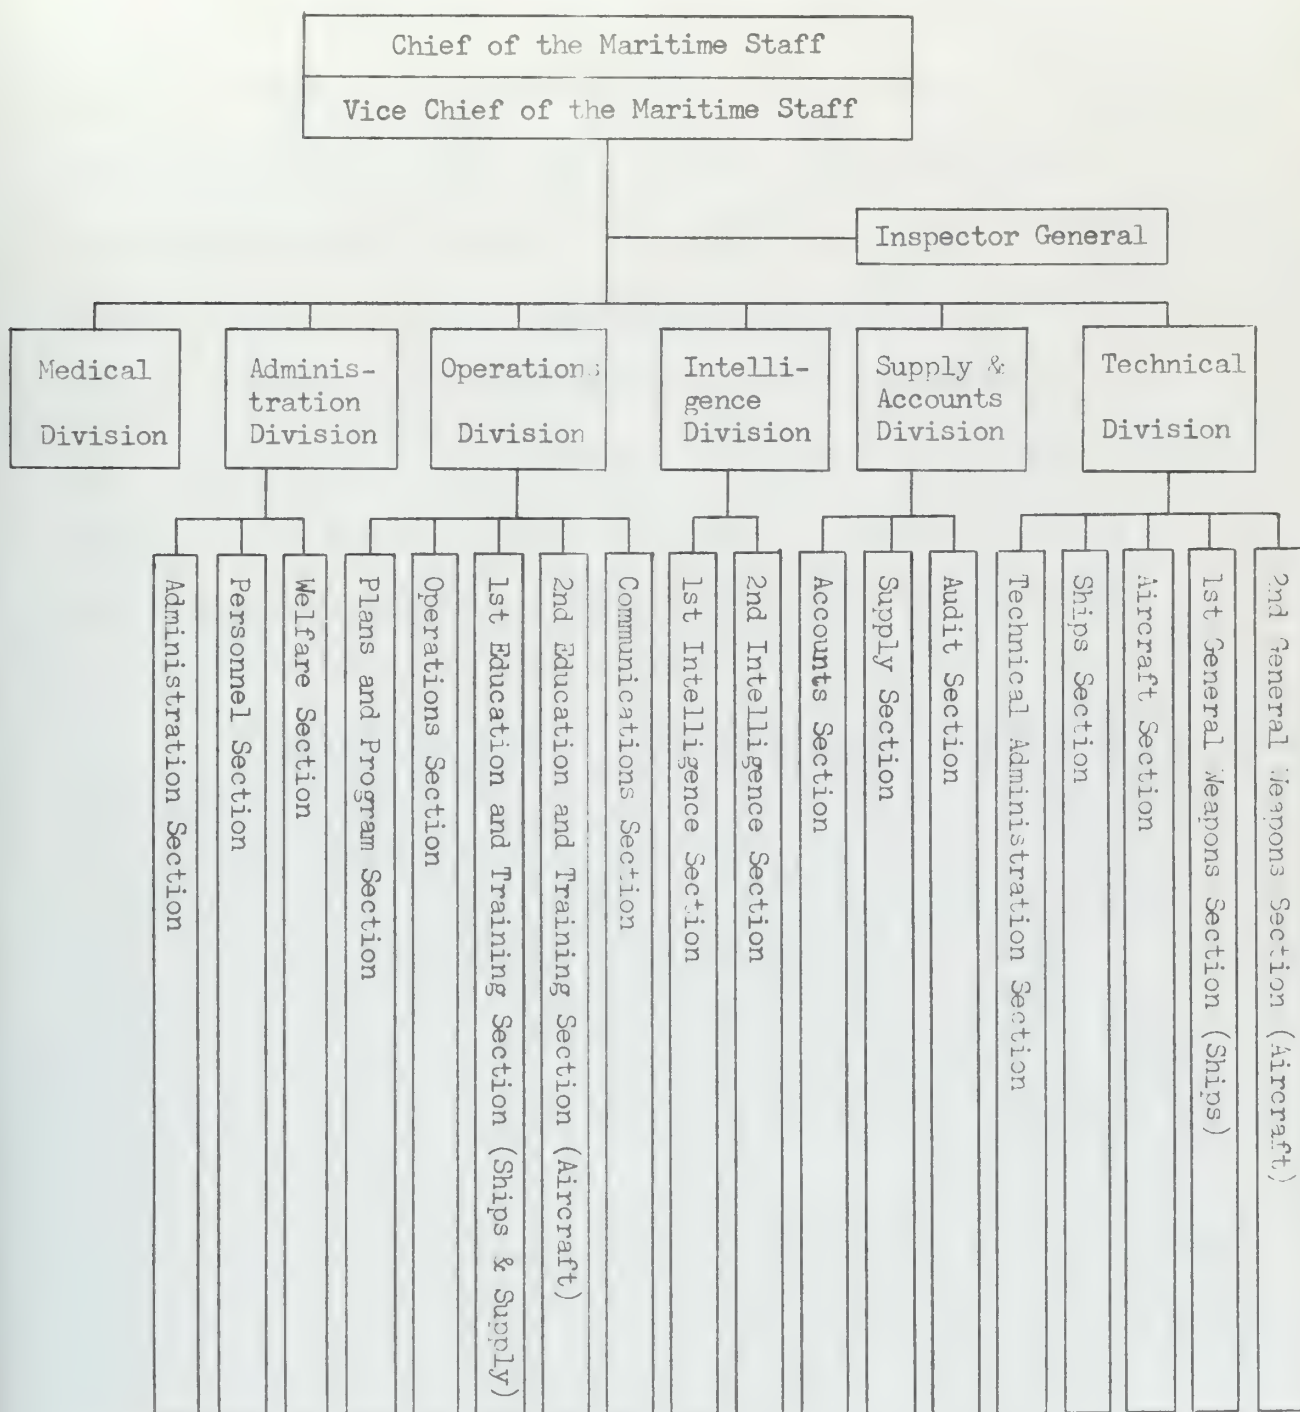 Chief of the Maritime Staff
Vice Chief of the Maritime Staff
Inspector General
Medical
Division
Adminis-
tration
Division
Operations
Division
Intelli-
gence
Division
Supply &
Accounts
Division
Technical
Division
Administration Section
Personnel Section
Welfare Section
Plans and Program Section
Operations Section
1st Education and Training Section (Ships & Supply)
2nd Education and Training Section (Aircraft)
Communications Section
1st Intelligence Section
2nd Intelligence Section
Accounts Section
Supply Section
Audit Section
Technical Administration Section
Ships Section
Aircraft Section
1st General Weapons Section (Ships)
2nd General Weapons Section (Aircraft)